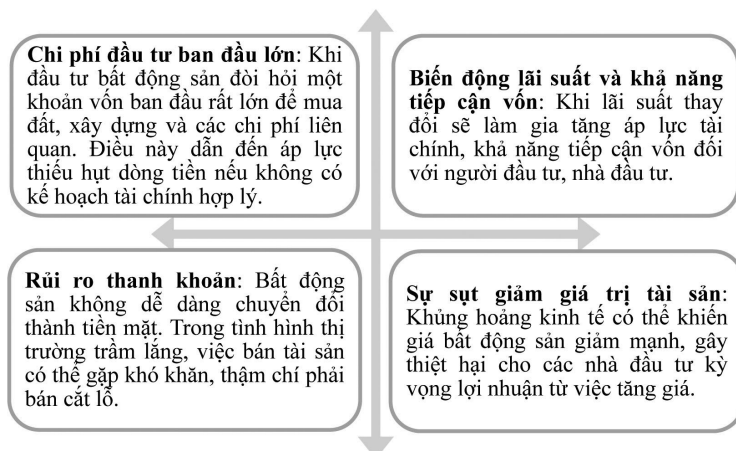 Chi phí đầu tư ban đầu lớn: Khi
đầu tư bất động sản đòi hỏi một
khoản vốn ban đầu rất lớn để mua
đất, xây dựng và các chi phí liên
quan. Điều này dẫn đến áp lực
thiếu hụt dòng tiền nếu không có
kế hoạch tài chính hợp lý.
Biến động lãi suất và khả năng
tiếp cận vốn: Khi lãi suất thay
đổi sẽ làm gia tăng áp lực tài
chính, khả năng tiếp cận vốn đối
với người đầu tư, nhà đầu tư.
Rủi ro thanh khoản: Bất động
sản không dễ dàng chuyển đổi
thành tiền mặt. Trong tình hình thị
trường trầm lắng, việc bán tài sản
có thể gặp khó khăn, thậm chí phải
bán cắt lỗ.
Sự sụt giảm giá trị tài sản:
Khủng hoảng kinh tế có thể khiến
giá bất động sản giảm mạnh, gây
thiệt hại cho các nhà đầu tư kỳ
vọng lợi nhuận từ việc tăng giá.